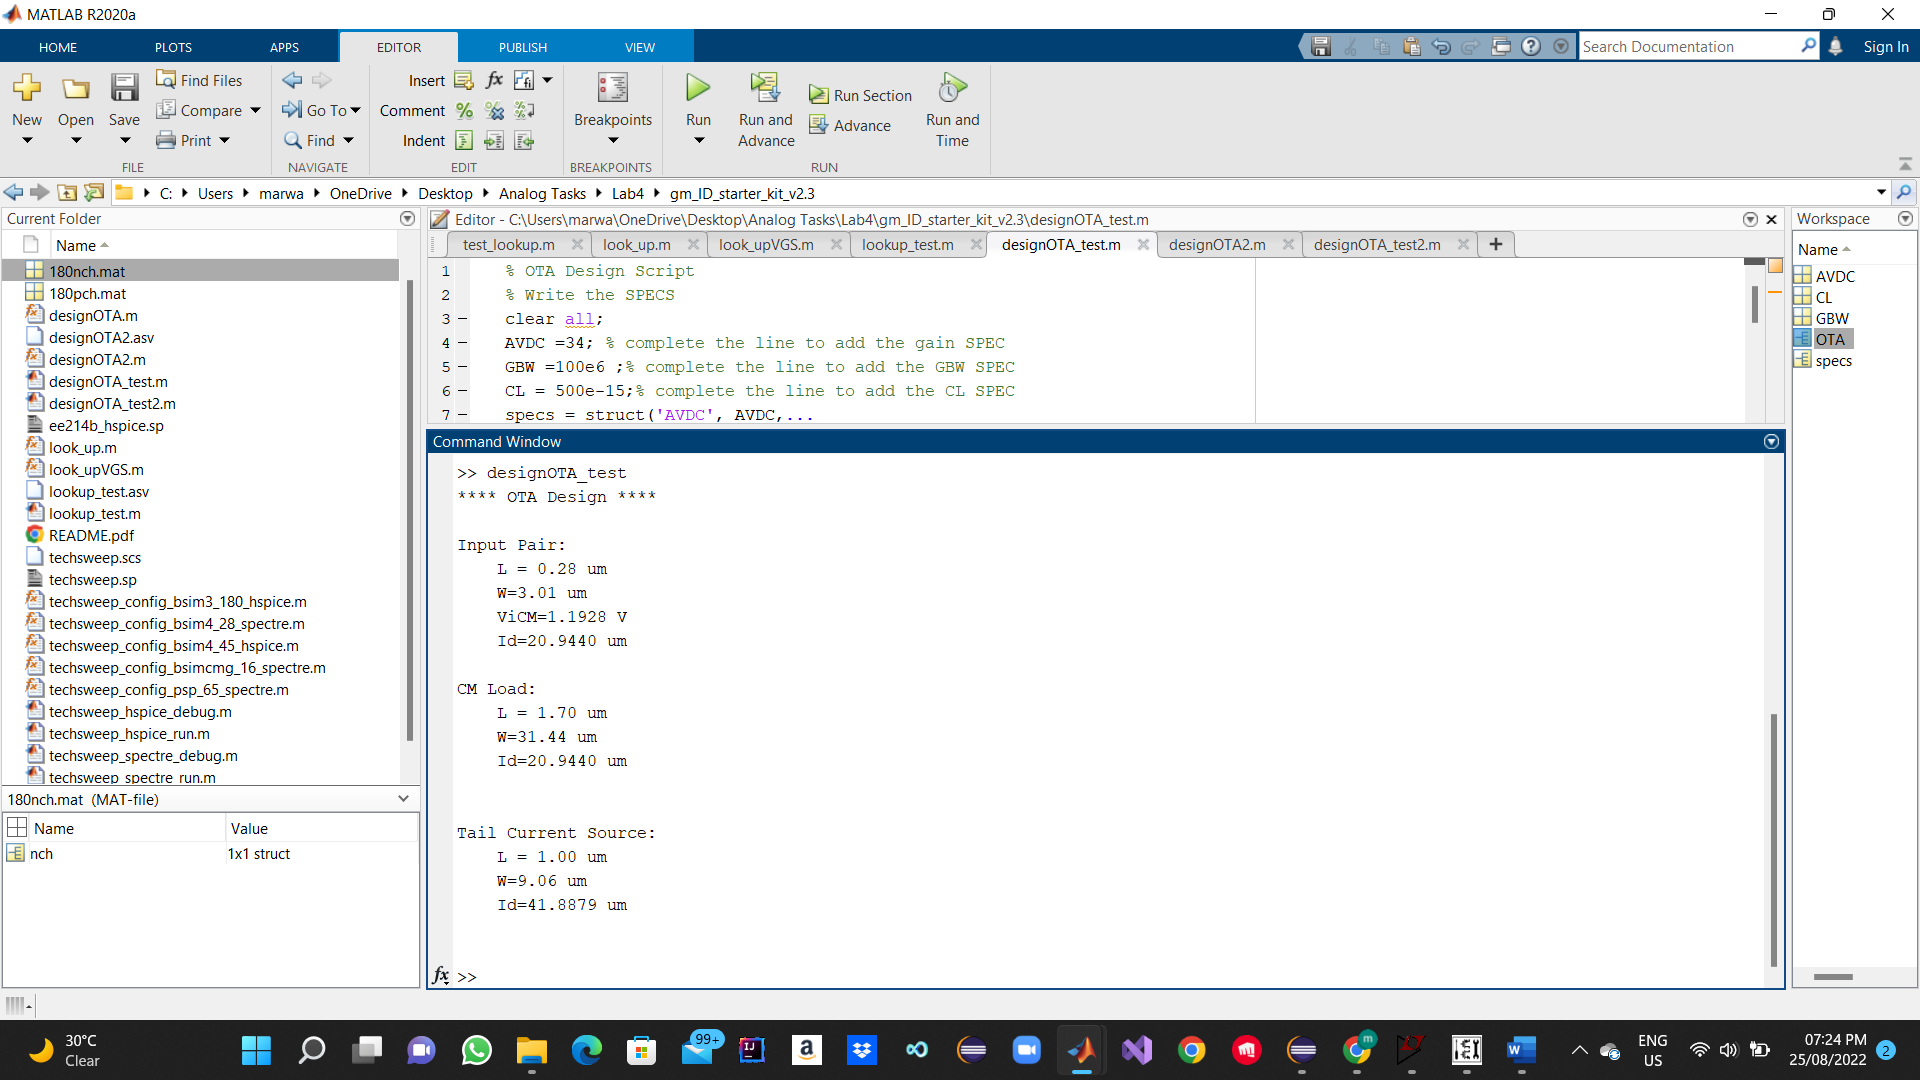 MATLAB R2020a
HOME PLOTS APPS EDITOR PUBLISH VIEW
Search Documentation
Sign In
New
Open
Save
Find Files
Compare
Print
FILE
Go To
Find
NAVIGATE
Insert
Comment
Indent
EDIT
Breakpoints
BREAKPOINTS
Run
Run and Advance
Run Section
Advance
Run and Time
RUN
C: Users marwa OneDrive Desktop Analog Tasks Lab4 gm_ID_starter_kit_v2.3
Current Folder
Name
180nch.mat
180pch.mat
designOTA.m
designOTA2.asv
designOTA2.m
designOTA_test.m
designOTA_test2.m
ee214b_hspice.sp
look_up.m
look_upVGS.m
lookup_test.asv
lookup_test.m
README.pdf
techsweep.scs
techsweep.sp
techsweep_config_bsim3_180_hspice.m
techsweep_config_bsim4_28_spectre.m
techsweep_config_bsim4_45_hspice.m
techsweep_config_bsimcmg_16_spectre.m
techsweep_config_psp_65_spectre.m
techsweep_hspice_debug.m
techsweep_hspice_run.m
techsweep_spectre_debug.m
techsweep_spectre_run.m
180nch.mat (MAT-file)
Name Value
nch 1x1 struct
Editor - C:\Users\marwa\OneDrive\Desktop\Analog Tasks\Lab4\gm_ID_starter_kit_v2.3\designOTA_test.m
test_lookup.m look_up.m look_upVGS.m lookup_test.m designOTA_test.m designOTA2.m designOTA_test2.m
1 % OTA Design Script
2 % Write the SPECS
3 clear all;
4 AVDC =34; % complete the line to add the gain SPEC
5 GBW =100e6 ;% complete the line to add the GBW SPEC
6 CL = 500e-15;% complete the line to add the CL SPEC
7 specs = struct('AVDC', AVDC,...
Command Window
>> designOTA_test
**** OTA Design ****
Input Pair:
L = 0.28 um
W=3.01 um
ViCM=1.1928 V
Id=20.9440 um
CM Load:
L = 1.70 um
W=31.44 um
Id=20.9440 um
Tail Current Source:
L = 1.00 um
W=9.06 um
Id=41.8879 um
fx >>
Workspace
Name
AVDC
CL
GBW
OTA
specs
30°C
Clear
99+
ENG
US
07:24 PM
25/08/2022
2